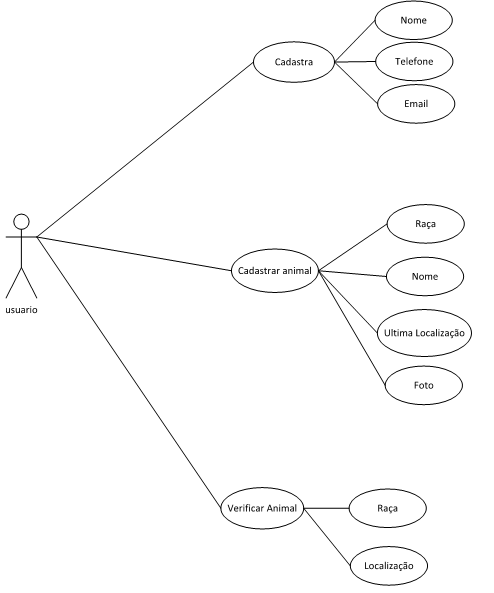 Nome
Cadastra
Telefone
Email
usuario
Raça
Cadastrar animal
Nome
Ultima Localização
Foto
Verificar Animal
Raça
Localização